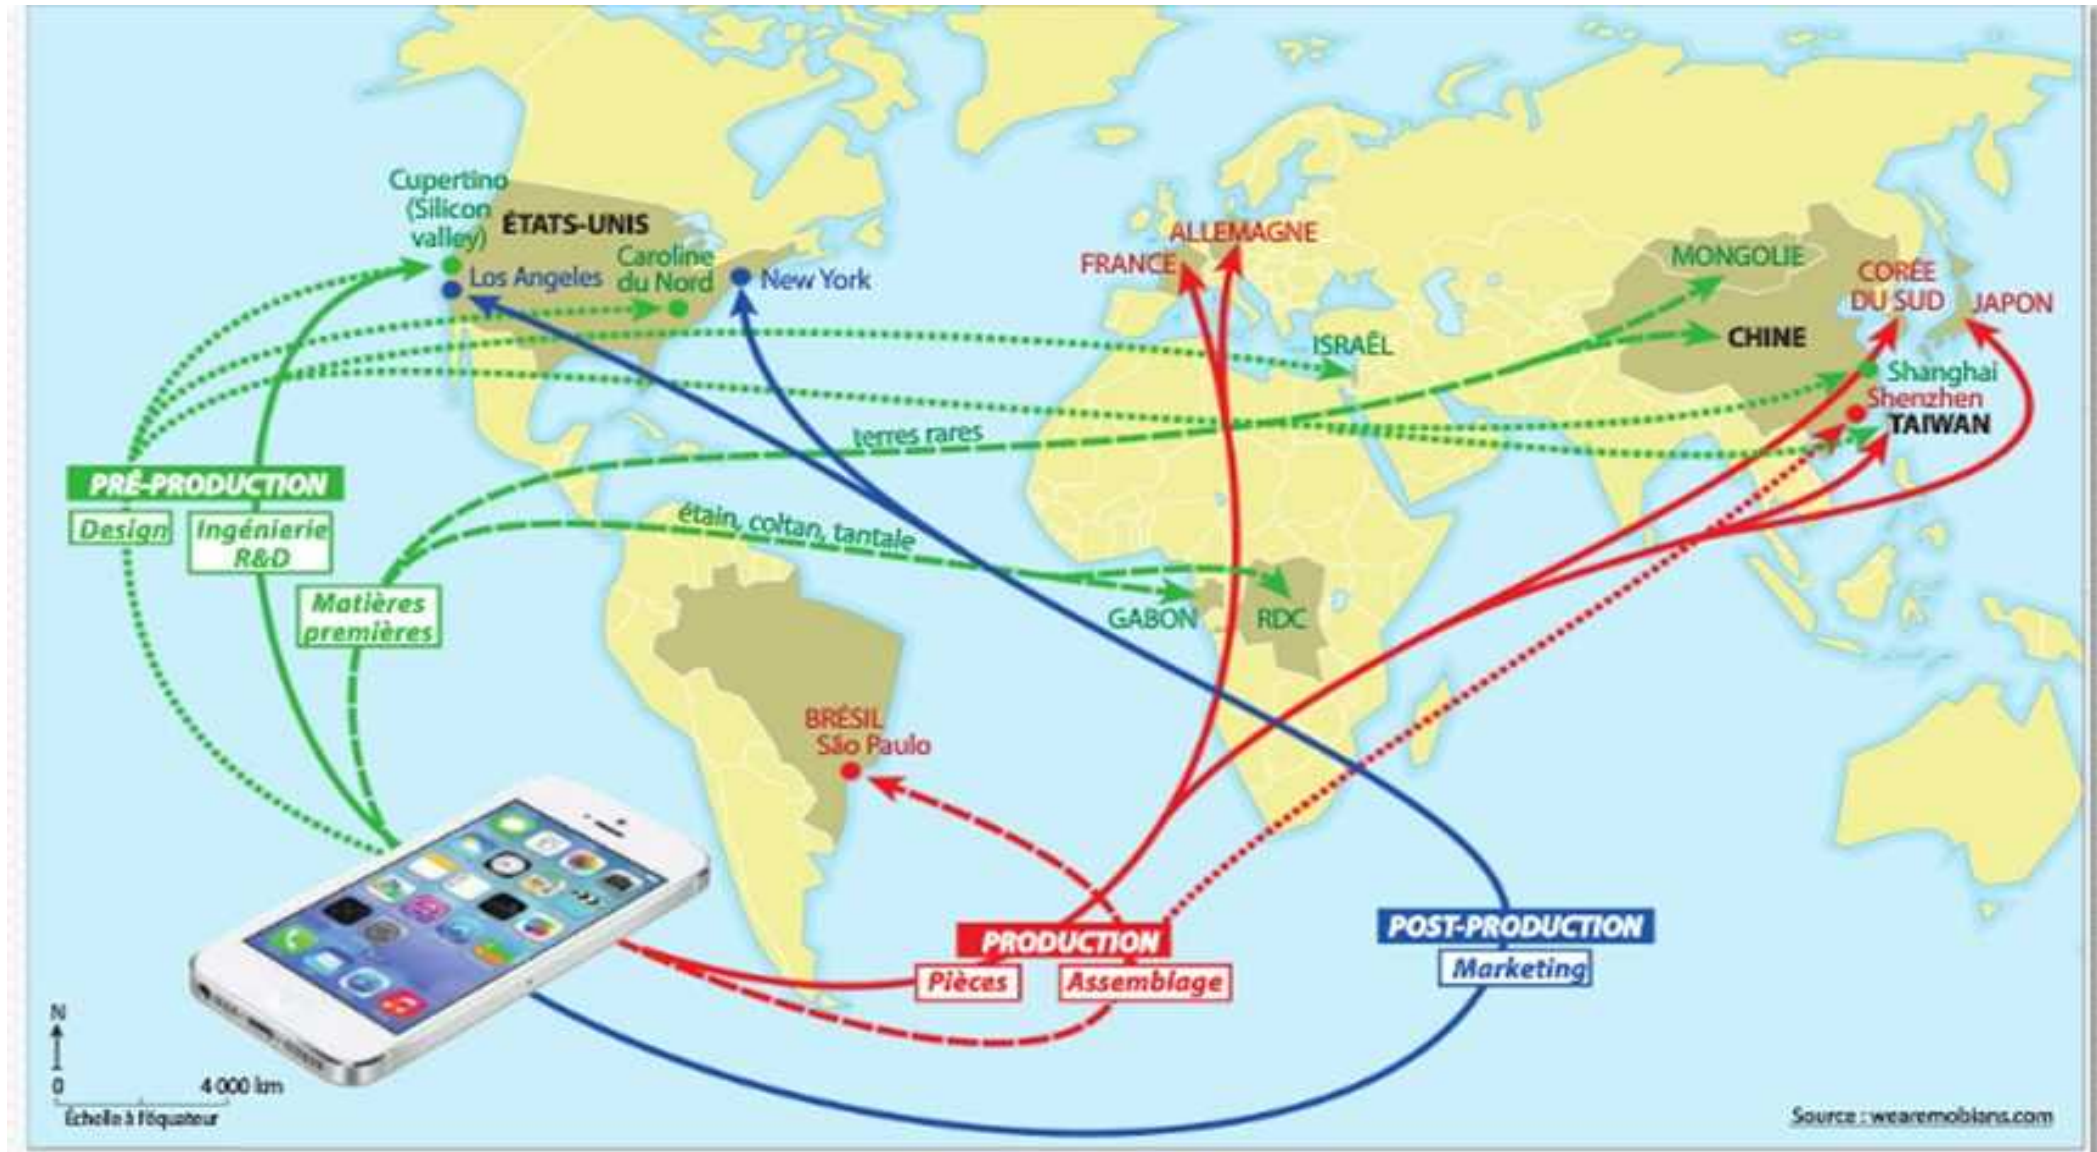 Cupertino
(Silicon
valley)
ÉTATS-UNIS
Los Angeles
Caroline
du Nord
New York
ALLEMAGNE
FRANCE
ISRAËL
MONGOLIE
CHINE
CORÉE
DU SUD
JAPON
Shanghai
Shenzhen
TAIWAN
terres rares
étain, coltan, tantale
PRÉ-PRODUCTION
Design
Ingénierie
R&D
Matières
premières
GABON
RDC
BRÉSIL
São Paulo
PRODUCTION
Pièces
Assemblage
POST-PRODUCTION
Marketing
N
0
4 000 km
Échelle à l'équateur
Source : wearemobians.com